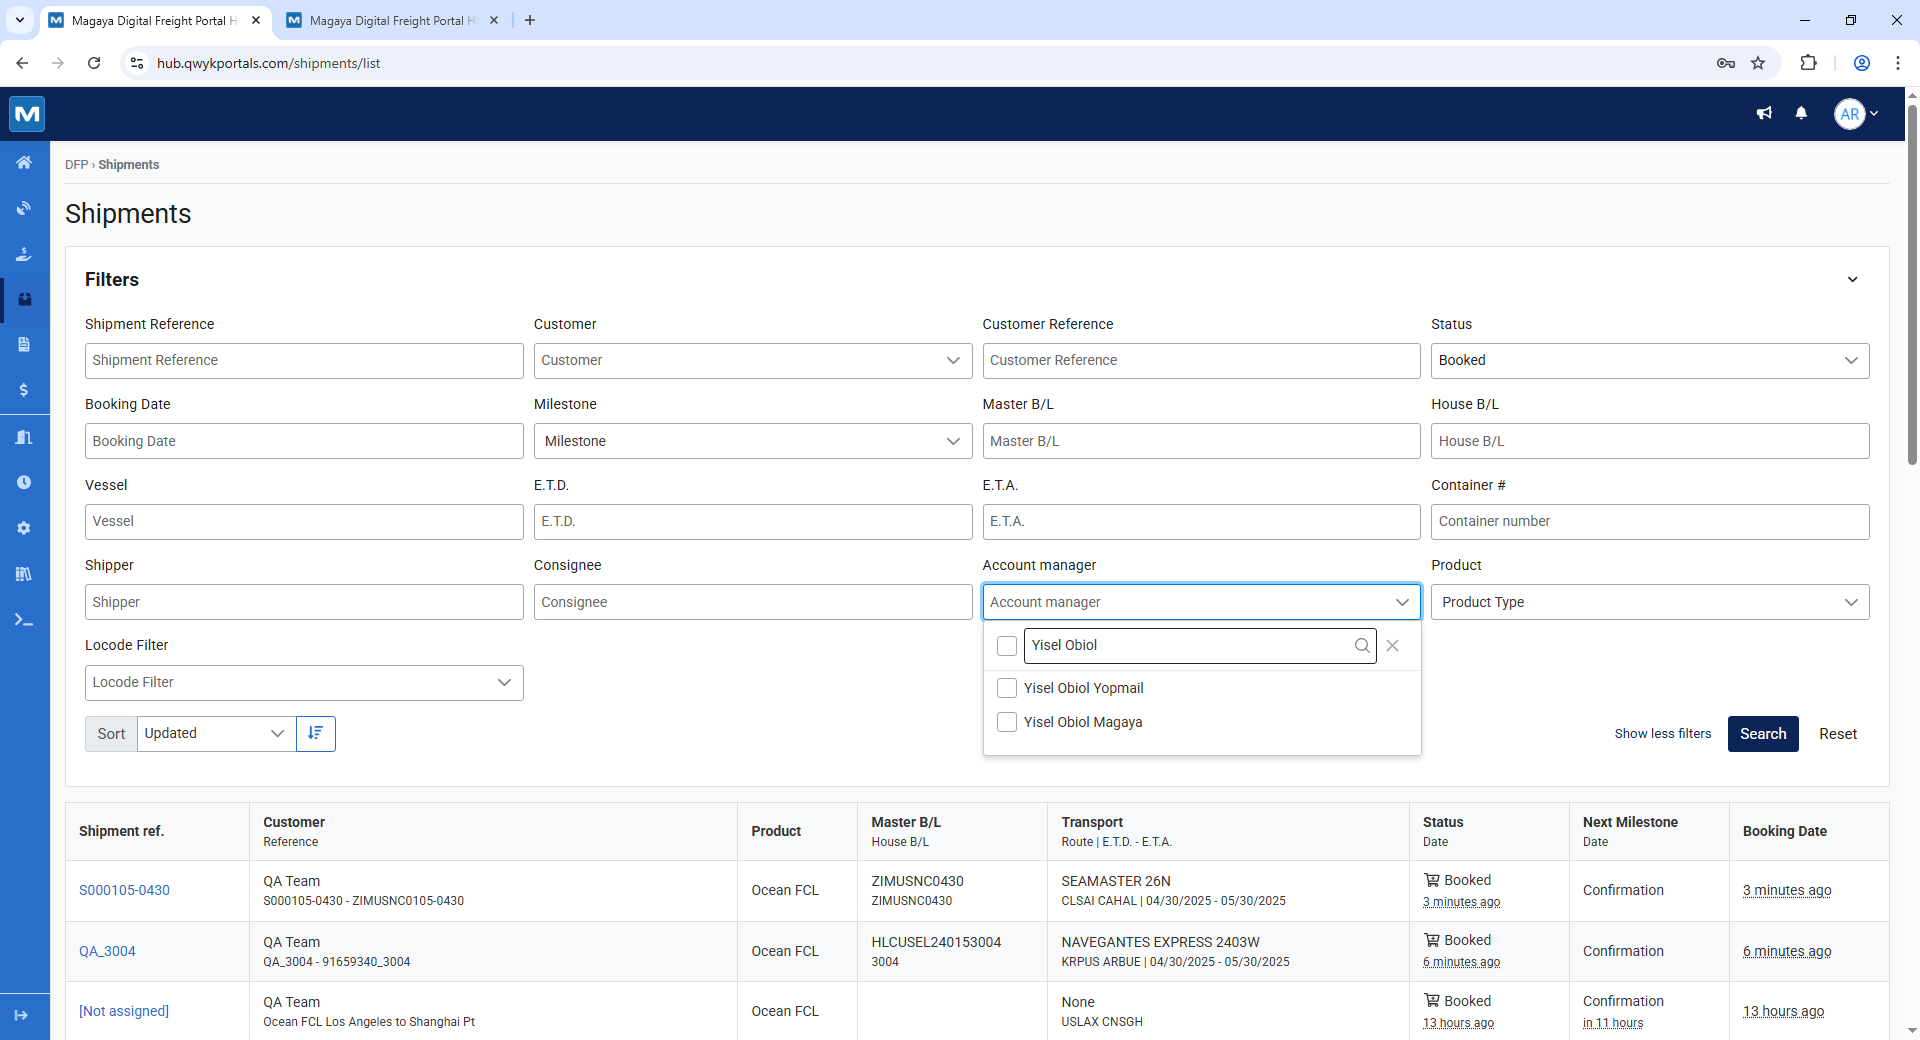 Magaya Digital Freight Portal H
Magaya Digital Freight Portal H
hub.qwykportals.com/shipments/list
M
AR
DFP › Shipments
Shipments
Filters
Shipment Reference
Customer
Customer Reference
Status
Shipment Reference
Customer
Customer Reference
Booked
Booking Date
Milestone
Master B/L
House B/L
Booking Date
Milestone
Master B/L
House B/L
Vessel
E.T.D.
E.T.A.
Container #
Vessel
E.T.D.
E.T.A.
Container number
Shipper
Consignee
Account manager
Product
Shipper
Consignee
Account manager
Product Type
Locode Filter
Yisel Obiol
Locode Filter
Yisel Obiol Yopmail
Yisel Obiol Magaya
Sort
Updated
Show less filters
Search
Reset
Shipment ref.
Customer
Reference
Product
Master B/L
House B/L
Transport
Route | E.T.D. - E.T.A.
Status
Date
Next Milestone
Date
Booking Date
S000105-0430
QA Team
S000105-0430 - ZIMUSNC0105-0430
Ocean FCL
ZIMUSNC0430
ZIMUSNC0430
SEAMASTER 26N
CLSAI CAHAL | 04/30/2025 - 05/30/2025
Booked
3 minutes ago
Confirmation
3 minutes ago
QA_3004
QA Team
QA_3004 - 91659340_3004
Ocean FCL
HLCUSEL240153004
3004
NAVEGANTES EXPRESS 2403W
KRPUS ARBUE | 04/30/2025 - 05/30/2025
Booked
6 minutes ago
Confirmation
6 minutes ago
[Not assigned]
QA Team
Ocean FCL Los Angeles to Shanghai Pt
Ocean FCL
None
USLAX CNSGH
Booked
13 hours ago
Confirmation
in 11 hours
13 hours ago